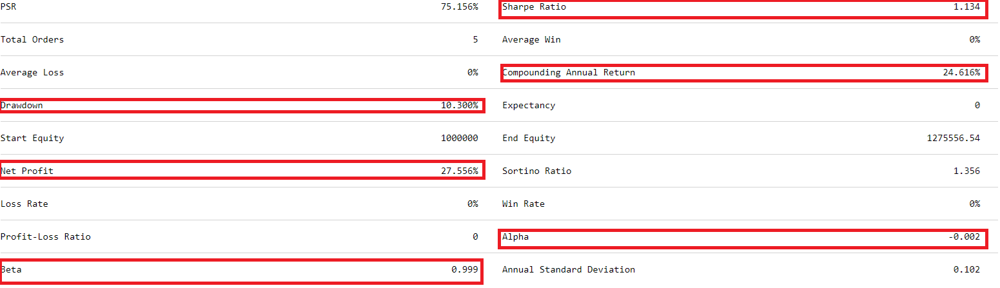 PSR 75.156% Sharpe Ratio 1.134
Total Orders 5 Average Win 0%
Average Loss 0% Compounding Annual Return 24.616%
Drawdown 10.300% Expectancy 0
Start Equity 1000000 End Equity 1275556.54
Net Profit 27.556% Sortino Ratio 1.356
Loss Rate 0% Win Rate 0%
Profit-Loss Ratio 0 Alpha -0.002
Beta 0.999 Annual Standard Deviation 0.102